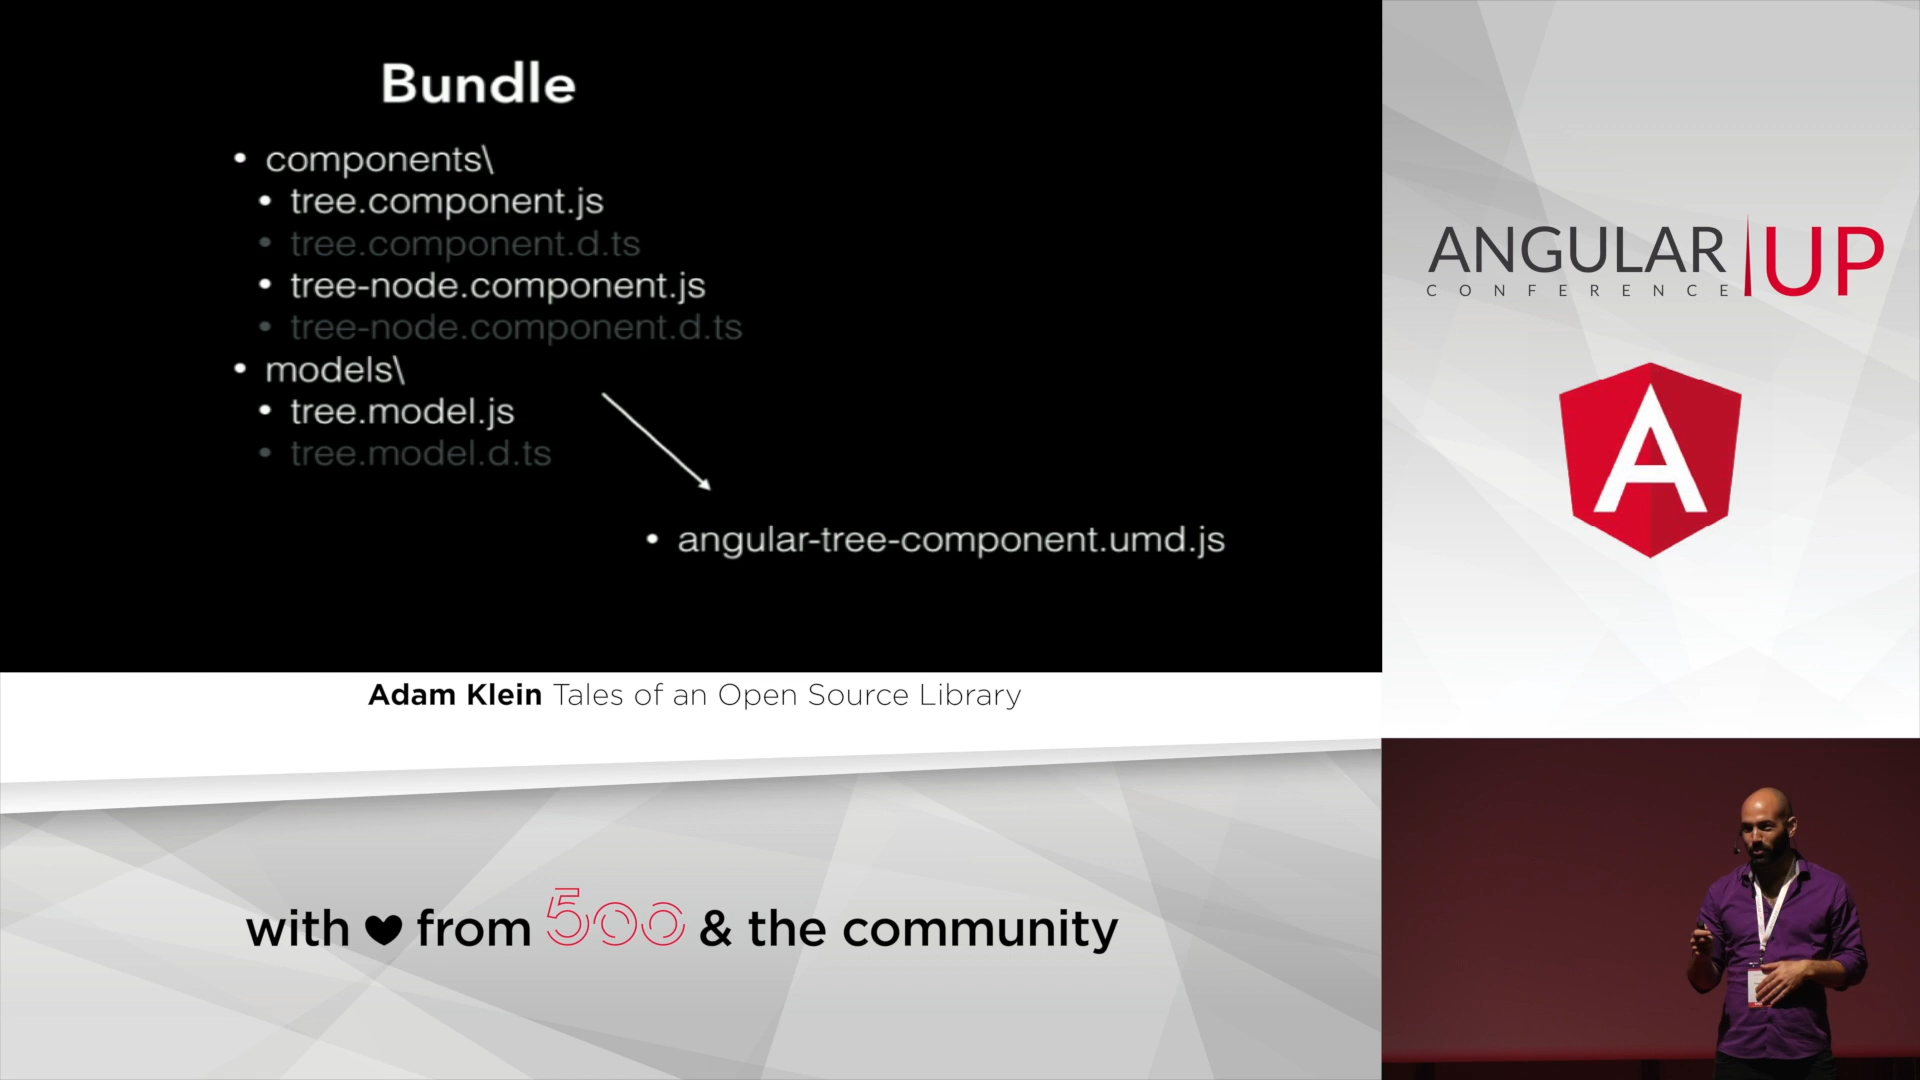 Bundle
• components\
• tree.component.js
• tree.component.d.ts
• tree-node.component.js
• tree-node.component.d.ts
• models\
• tree.model.js
• tree.model.d.ts
• angular-tree-component.umd.js
Adam Klein Tales of an Open Source Library
with ♥ from 500 & the community
ANGULAR UP
CONFERENCE
A